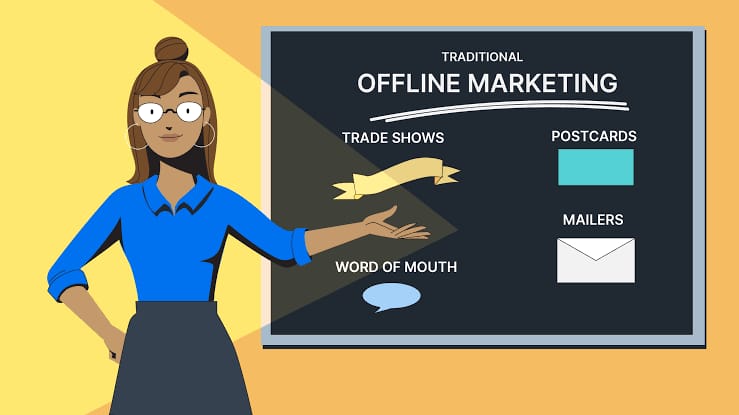 TRADITIONAL
OFFLINE MARKETING
TRADE SHOWS
POSTCARDS
MAILERS
WORD OF MOUTH